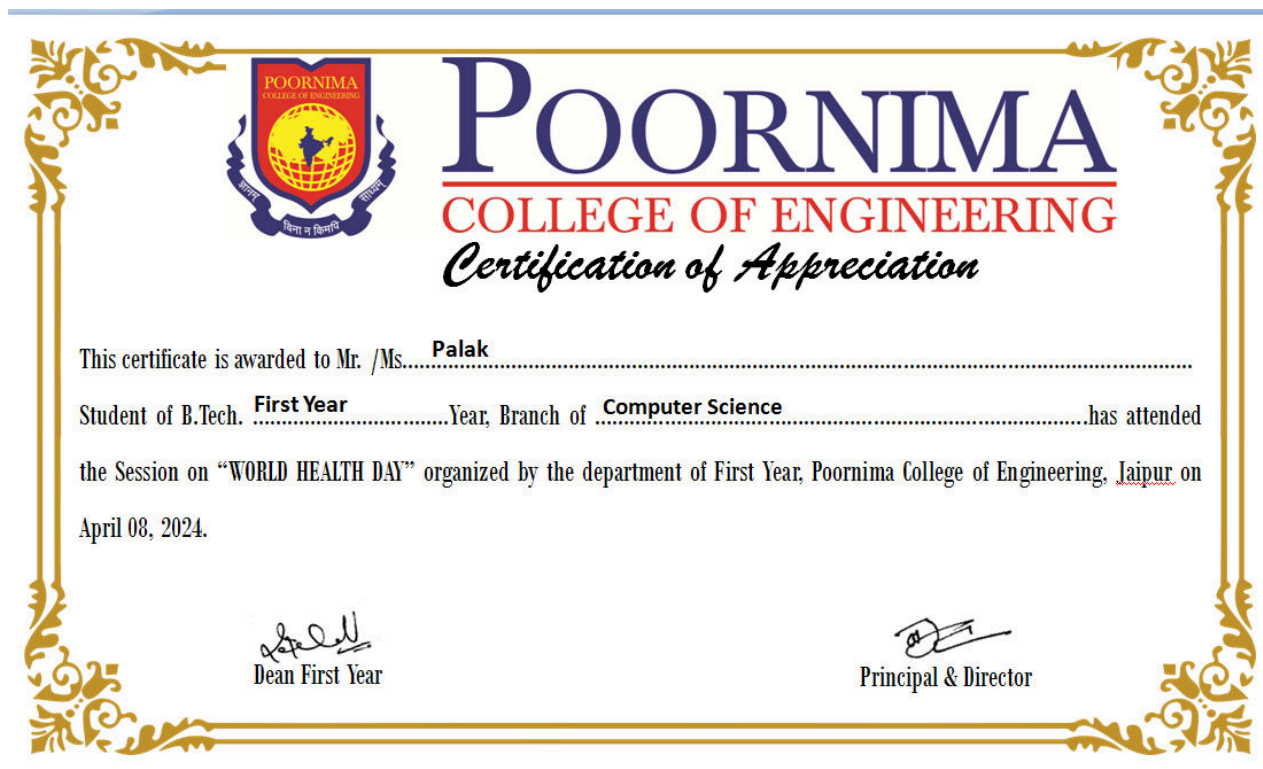 POORNIMA
COLLEGE OF ENGINEERING
ज्ञानम्
विना न किमपि
साध्यम्
POORNIMA
COLLEGE OF ENGINEERING
Certification of Appreciation
This certificate is awarded to Mr. /Ms.....Palak................................................................
Student of B.Tech. First Year..........Year, Branch of Computer Science................................has attended
the Session on “WORLD HEALTH DAY” organized by the department of First Year, Poornima College of Engineering, Jaipur on
April 08, 2024.
Dean First Year
Principal & Director